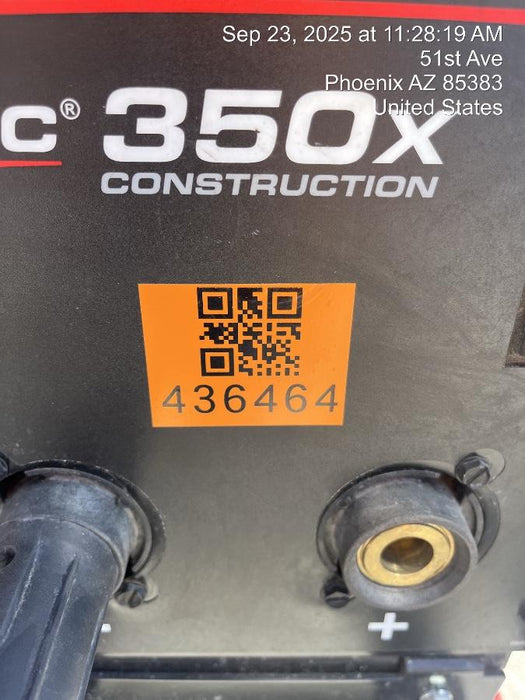 Sep 23, 2025 at 11:28:19 AM
51st Ave
Phoenix AZ 85383
United States
C® 350X
CONSTRUCTION
436464
- +